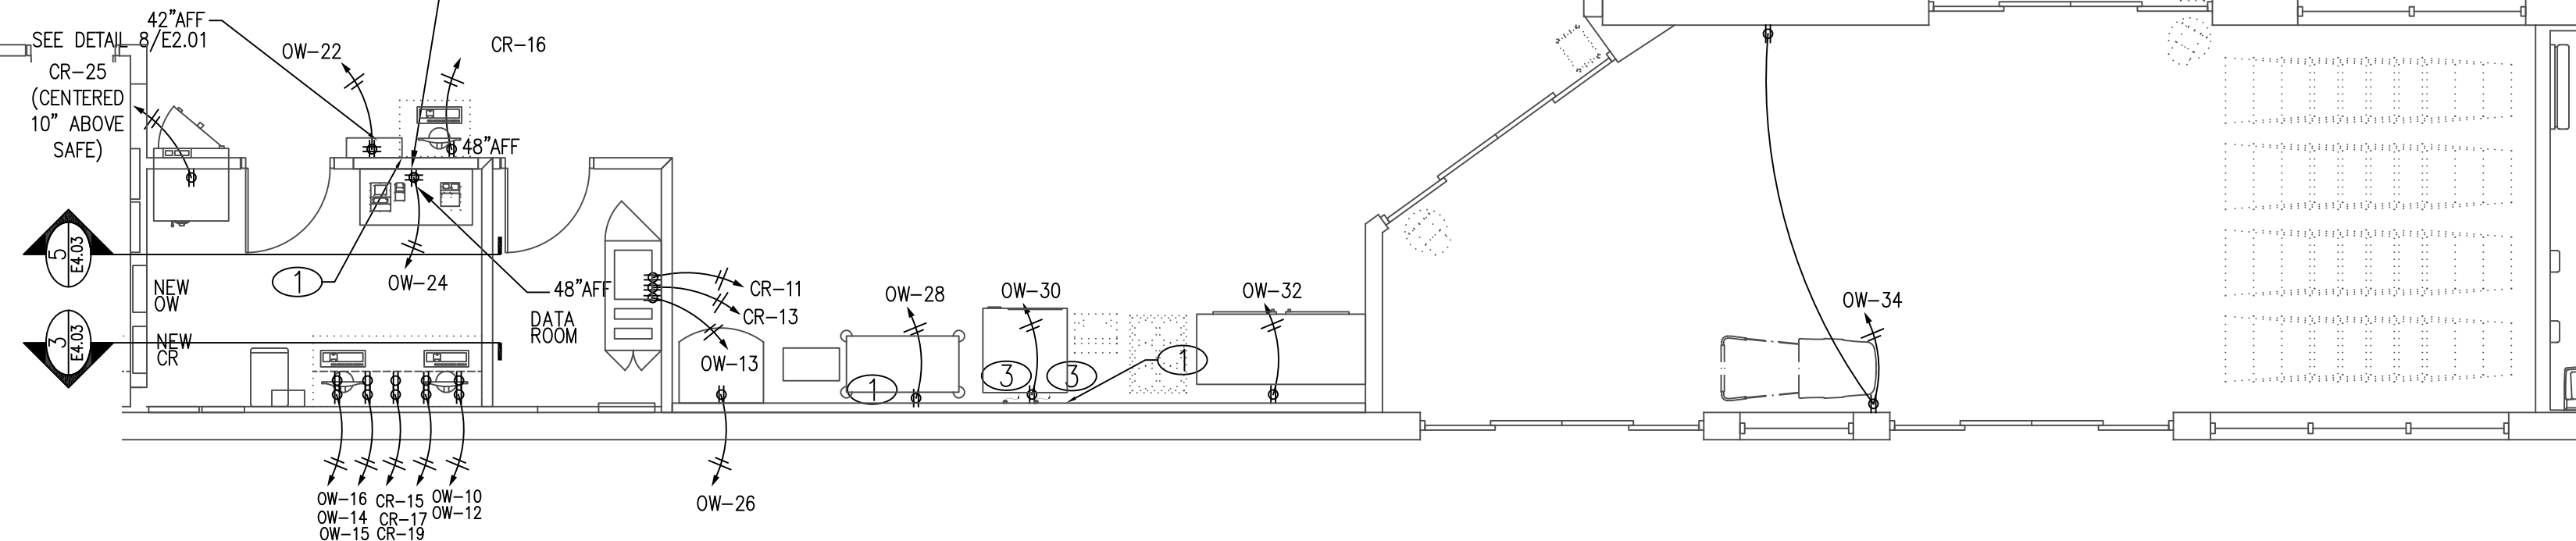 42"AFF
SEE DETAIL 8/E2.01
OW-22
CR-16
CR-25
(CENTERED
10" ABOVE
SAFE)
48"AFF
5
E4.03
1
OW-24
48"AFF
NEW
OW
DATA
ROOM
CR-11
CR-13
OW-13
OW-28
OW-30
OW-32
OW-34
3
E4.03
NEW
CR
1
3
3
1
OW-16
OW-14
OW-15
CR-15
CR-17
CR-19
OW-10
OW-12
OW-26